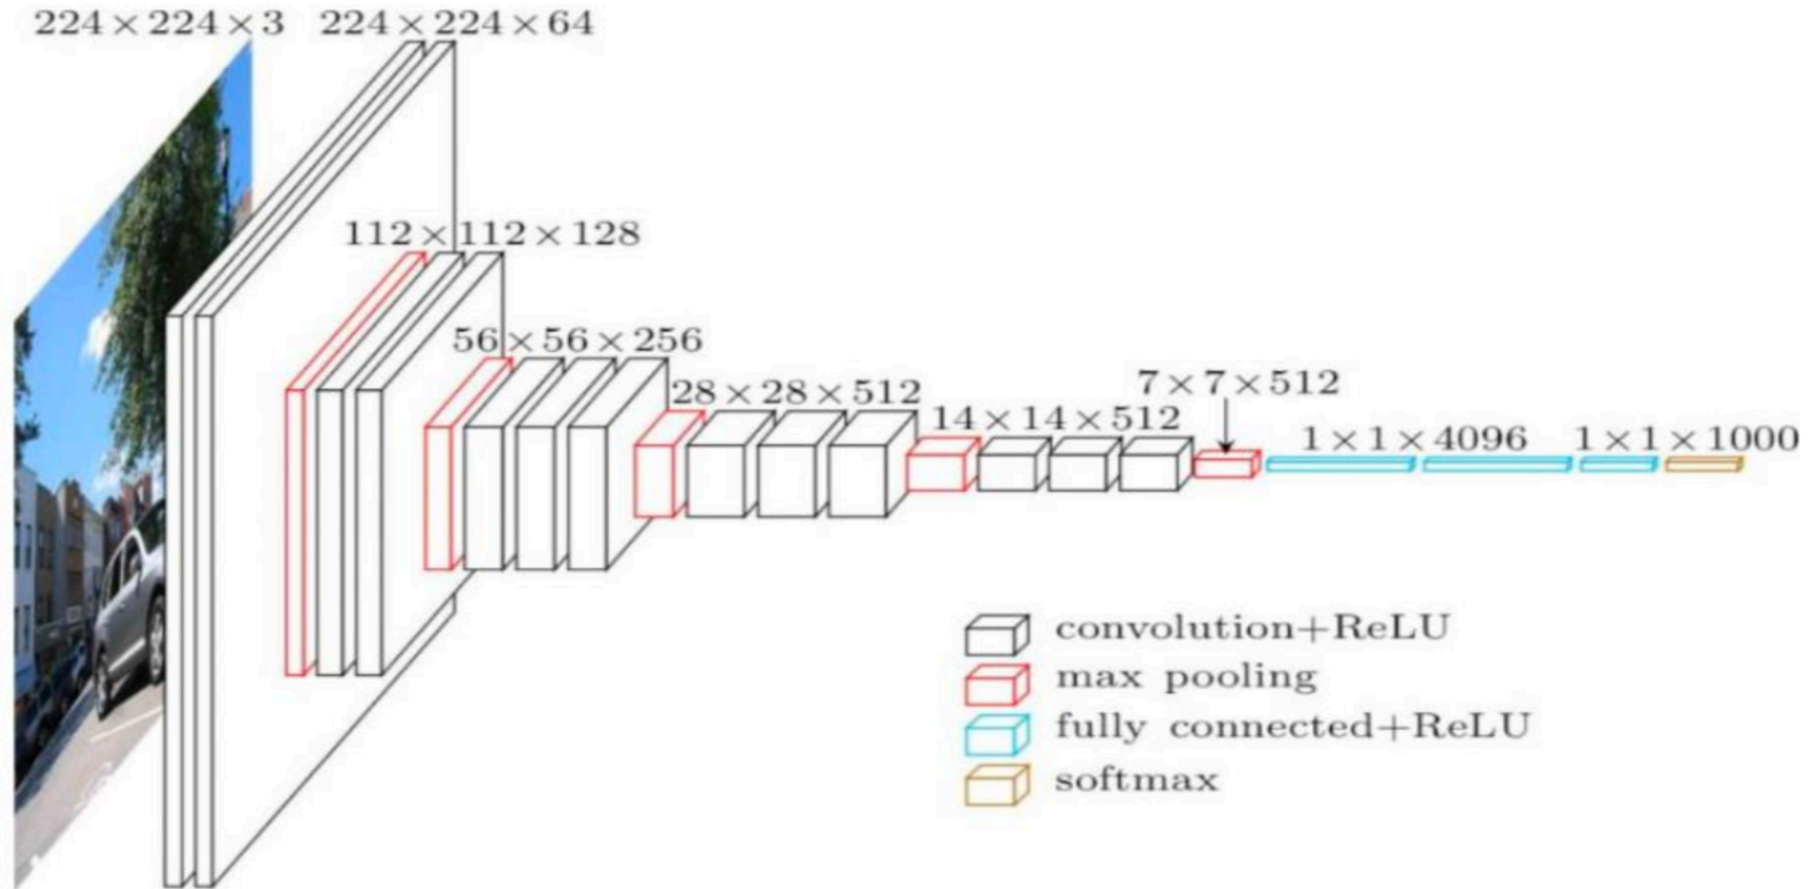 224×224×3
224×224×64
112×112×128
56×56×256
28×28×512
14×14×512
7×7×512
1×1×4096
1×1×1000
convolution+ReLU
max pooling
fully connected+ReLU
softmax